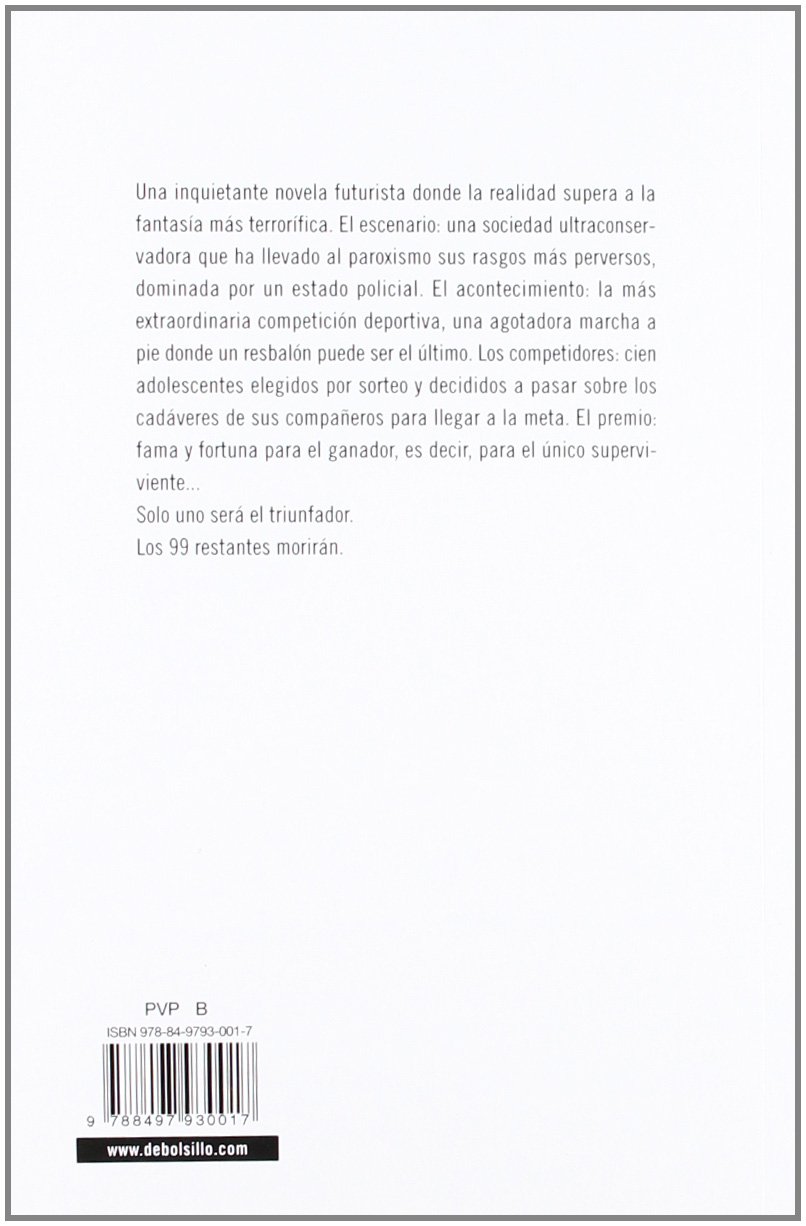 Una inquietante novela futurista donde la realidad supera a la
fantasía más terrorífica. El escenario: una sociedad ultraconser-
vadora que ha llevado al paroxismo sus rasgos más perversos,
dominada por un estado policial. El acontecimiento: la más
extraordinaria competición deportiva, una agotadora marcha a
pie donde un resbalón puede ser el último. Los competidores: cien
adolescentes elegidos por sorteo y decididos a pasar sobre los
cadáveres de sus compañeros para llegar a la meta. El premio:
fama y fortuna para el ganador, es decir, para el único supervi-
viente...
Solo uno será el triunfador.
Los 99 restantes morirán.
PVP B
ISBN 978-84-9793-001-7
9 788497 930017
www.debolsillo.com